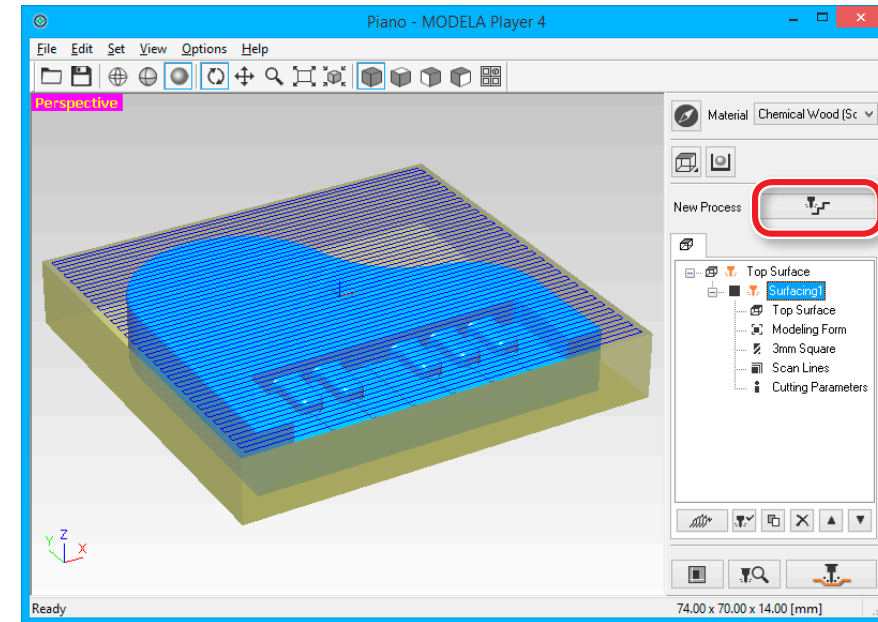 Piano - MODELA Player 4
File Edit Set View Options Help
Perspective
Material Chemical Wood (Sc
New Process
Top Surface
Surfacing1
Top Surface
Modeling Form
3mm Square
Scan Lines
Cutting Parameters
Z
Y
X
Ready 74.00 x 70.00 x 14.00 [mm]